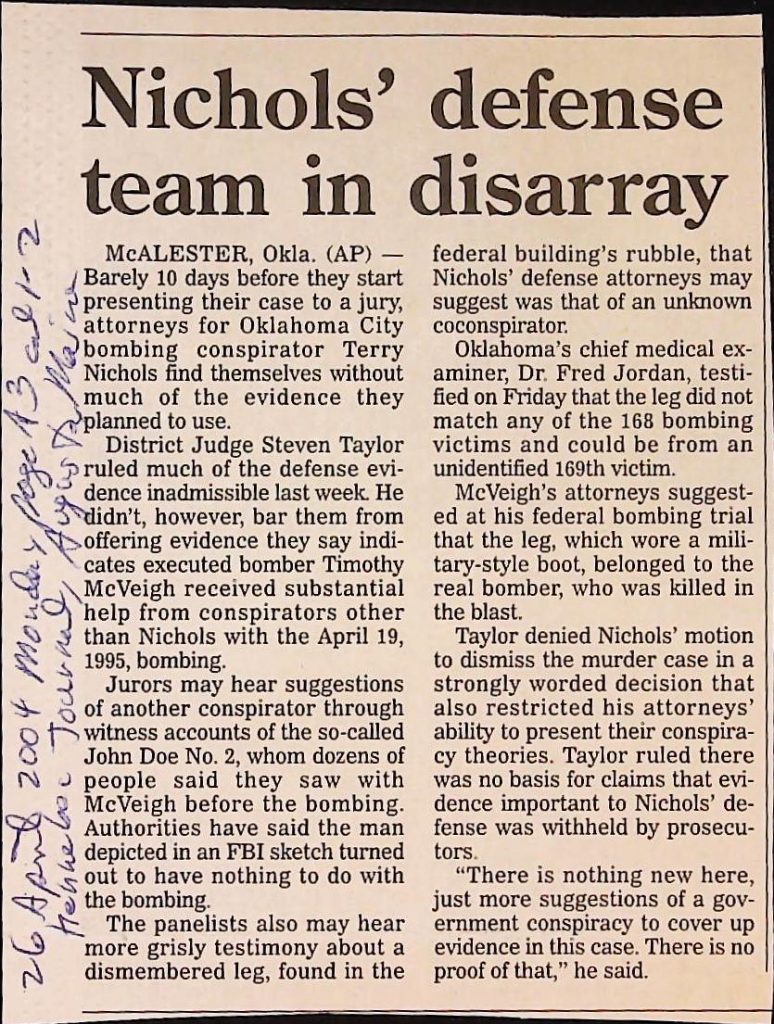 Nichols' defense
team in disarray
McALESTER, Okla. (AP) —
Barely 10 days before they start
presenting their case to a jury,
attorneys for Oklahoma City
bombing conspirator Terry
Nichols find themselves without
much of the evidence they
planned to use.
District Judge Steven Taylor
ruled much of the defense evi-
dence inadmissible last week. He
didn't, however, bar them from
offering evidence they say indi-
cates executed bomber Timothy
McVeigh received substantial
help from conspirators other
than Nichols with the April 19,
1995, bombing.
Jurors may hear suggestions
of another conspirator through
witness accounts of the so-called
John Doe No. 2, whom dozens of
people said they saw with
McVeigh before the bombing.
Authorities have said the man
depicted in an FBI sketch turned
out to have nothing to do with
the bombing.
The panelists also may hear
more grisly testimony about a
dismembered leg, found in the
federal building's rubble, that
Nichols' defense attorneys may
suggest was that of an unknown
coconspirator.
Oklahoma's chief medical ex-
aminer, Dr. Fred Jordan, testi-
fied on Friday that the leg did not
match any of the 168 bombing
victims and could be from an
unidentified 169th victim.
McVeigh's attorneys suggest-
ed at his federal bombing trial
that the leg, which wore a mili-
tary-style boot, belonged to the
real bomber, who was killed in
the blast.
Taylor denied Nichols' motion
to dismiss the murder case in a
strongly worded decision that
also restricted his attorneys'
ability to present their conspira-
cy theories. Taylor ruled there
was no basis for claims that evi-
dence important to Nichols' de-
fense was withheld by prosecu-
tors.
"There is nothing new here,
just more suggestions of a gov-
ernment conspiracy to cover up
evidence in this case. There is no
proof of that," he said.
26 April 2004 Monday page A3 col 1-2
Kennebec Journal, Augusta Maine